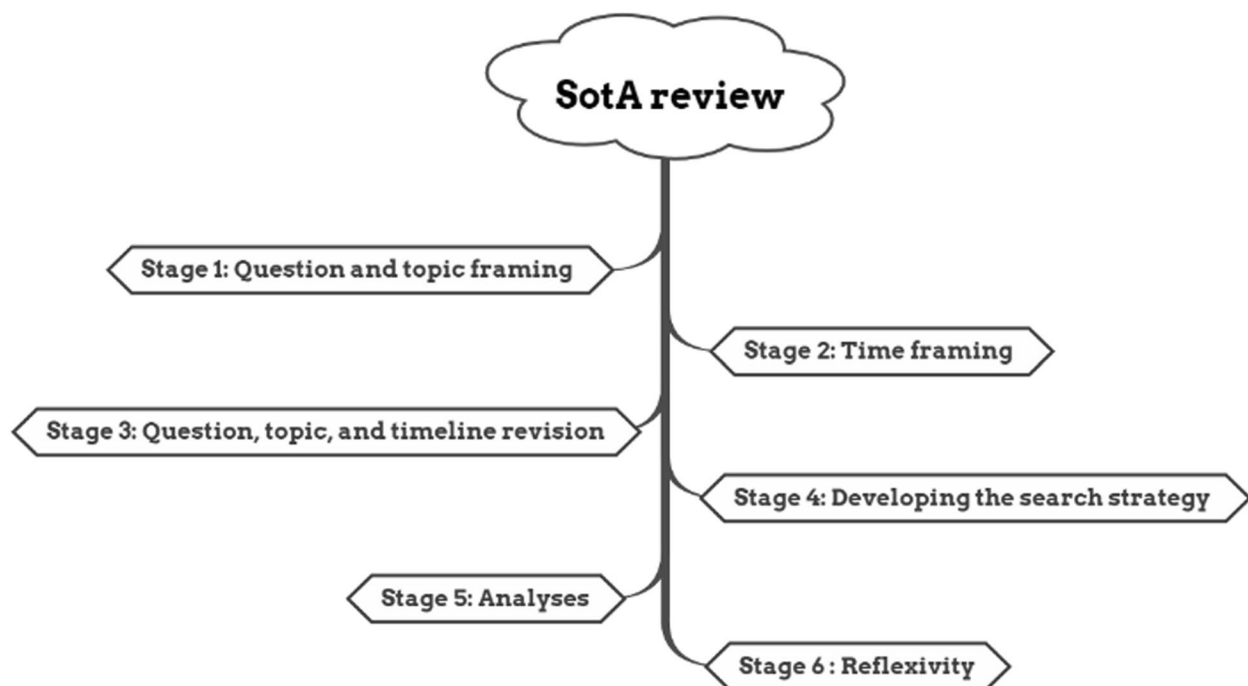 SotA review
Stage 1: Question and topic framing
Stage 2: Time framing
Stage 3: Question, topic, and timeline revision
Stage 4: Developing the search strategy
Stage 5: Analyses
Stage 6 : Reflexivity